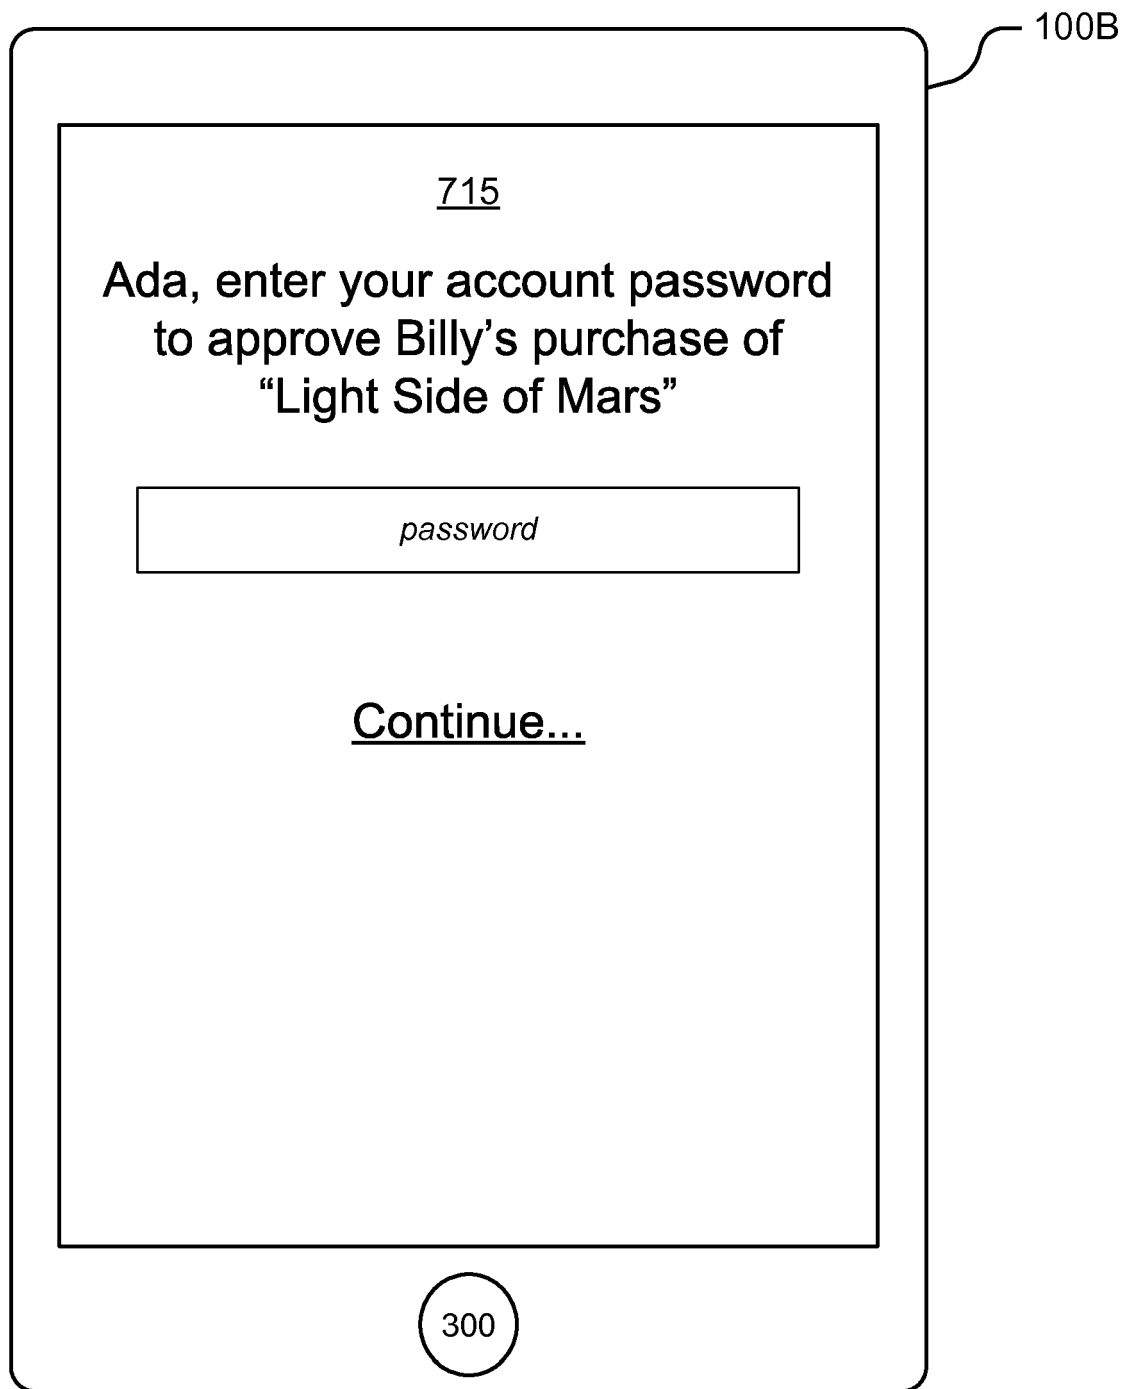 100B
715
Ada, enter your account password
to approve Billy’s purchase of
“Light Side of Mars”
password
Continue...
300